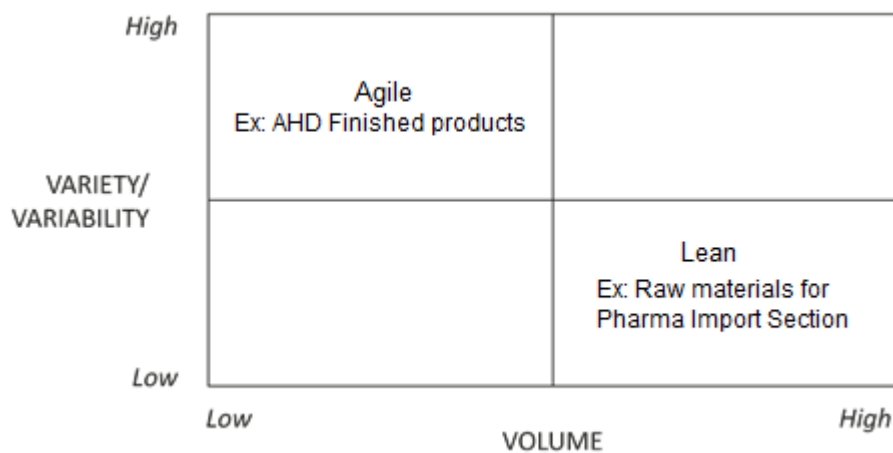 High
Agile
Ex: AHD Finished products
VARIETY/
VARIABILITY
Lean
Ex: Raw materials for
Pharma Import Section
Low
Low
High
VOLUME